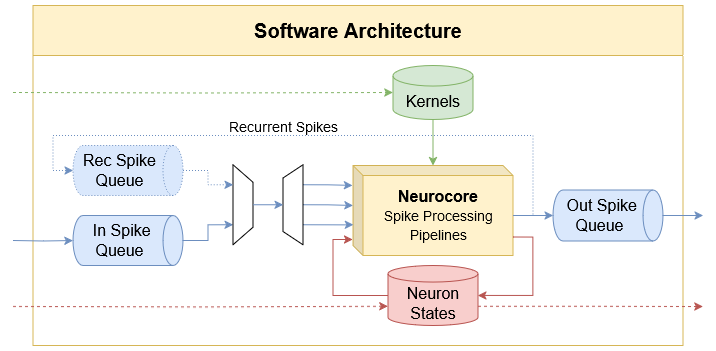 Software Architecture
Kernels
Recurrent Spikes
Rec Spike
Queue
Neurocore
Spike Processing
Pipelines
In Spike
Queue
Out Spike
Queue
Neuron
States